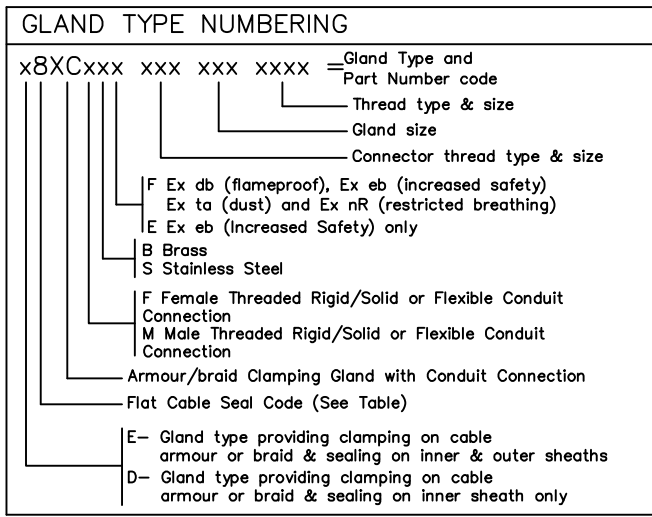 GLAND TYPE NUMBERING
x8XCxxx xxx xxx xxxx =Gland Type and
Part Number code
Thread type & size
Gland size
Connector thread type & size
F Ex db (flameproof), Ex eb (increased safety)
Ex ta (dust) and Ex nR (restricted breathing)
E Ex eb (Increased Safety) only
B Brass
S Stainless Steel
F Female Threaded Rigid/Solid or Flexible Conduit
Connection
M Male Threaded Rigid/Solid or Flexible Conduit
Connection
Armour/braid Clamping Gland with Conduit Connection
Flat Cable Seal Code (See Table)
E- Gland type providing clamping on cable
armour or braid & sealing on inner & outer sheaths
D- Gland type providing clamping on cable
armour or braid & sealing on inner sheath only